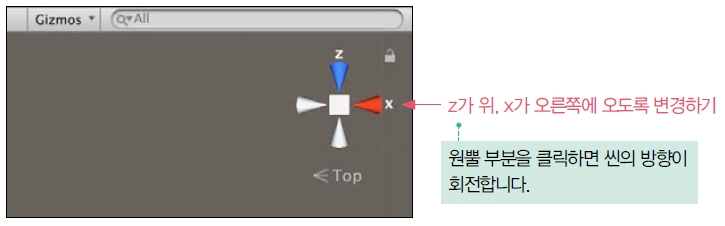 Gizmos
All
z
x
z가 위, x가 오른쪽에 오도록 변경하기
원뿔 부분을 클릭하면 씬의 방향이
회전합니다.
Top